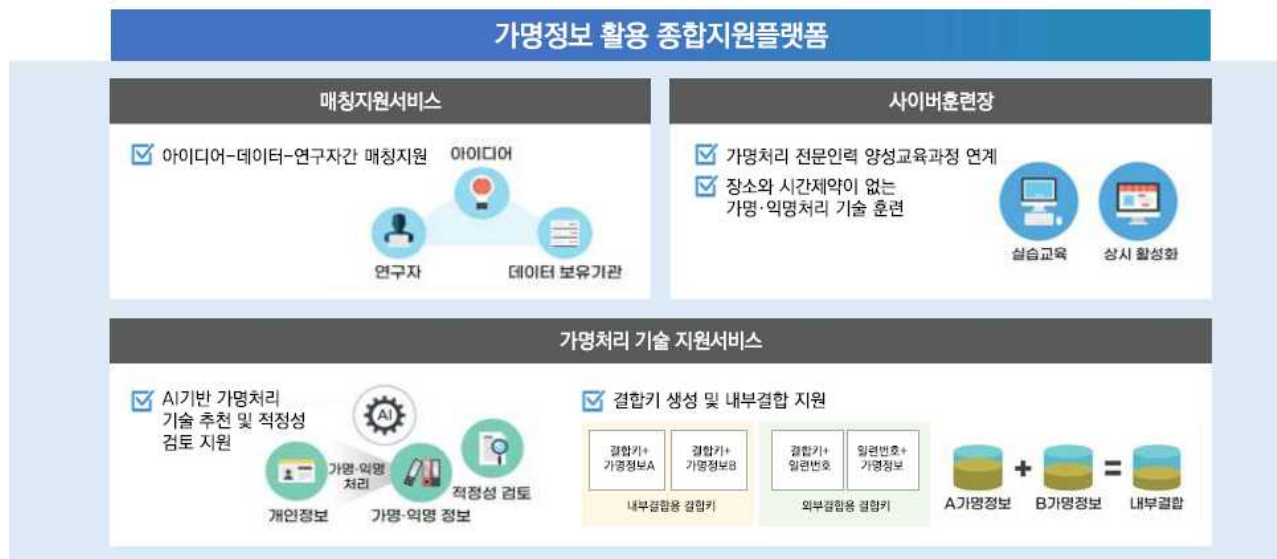 가명정보 활용 종합지원플랫폼
매칭지원서비스
아이디어-데이터-연구자간 매칭지원
아이디어
연구자
데이터 보유기관
사이버훈련장
가명처리 전문인력 양성교육과정 연계
장소와 시간제약이 없는
가명·익명처리 기술 훈련
실습교육
상시 활성화
가명처리 기술 지원서비스
AI기반 가명처리
기술 추천 및 적정성
검토 지원
AI
가명·익명
처리
적정성 검토
개인정보
가명·익명 정보
결합키 생성 및 내부결합 지원
결합키+
가명정보A
결합키+
가명정보B
내부결합용 결합키
결합키+
일련번호
일련번호+
가명정보
외부결합용 결합키
+
=
A가명정보
B가명정보
내부결합